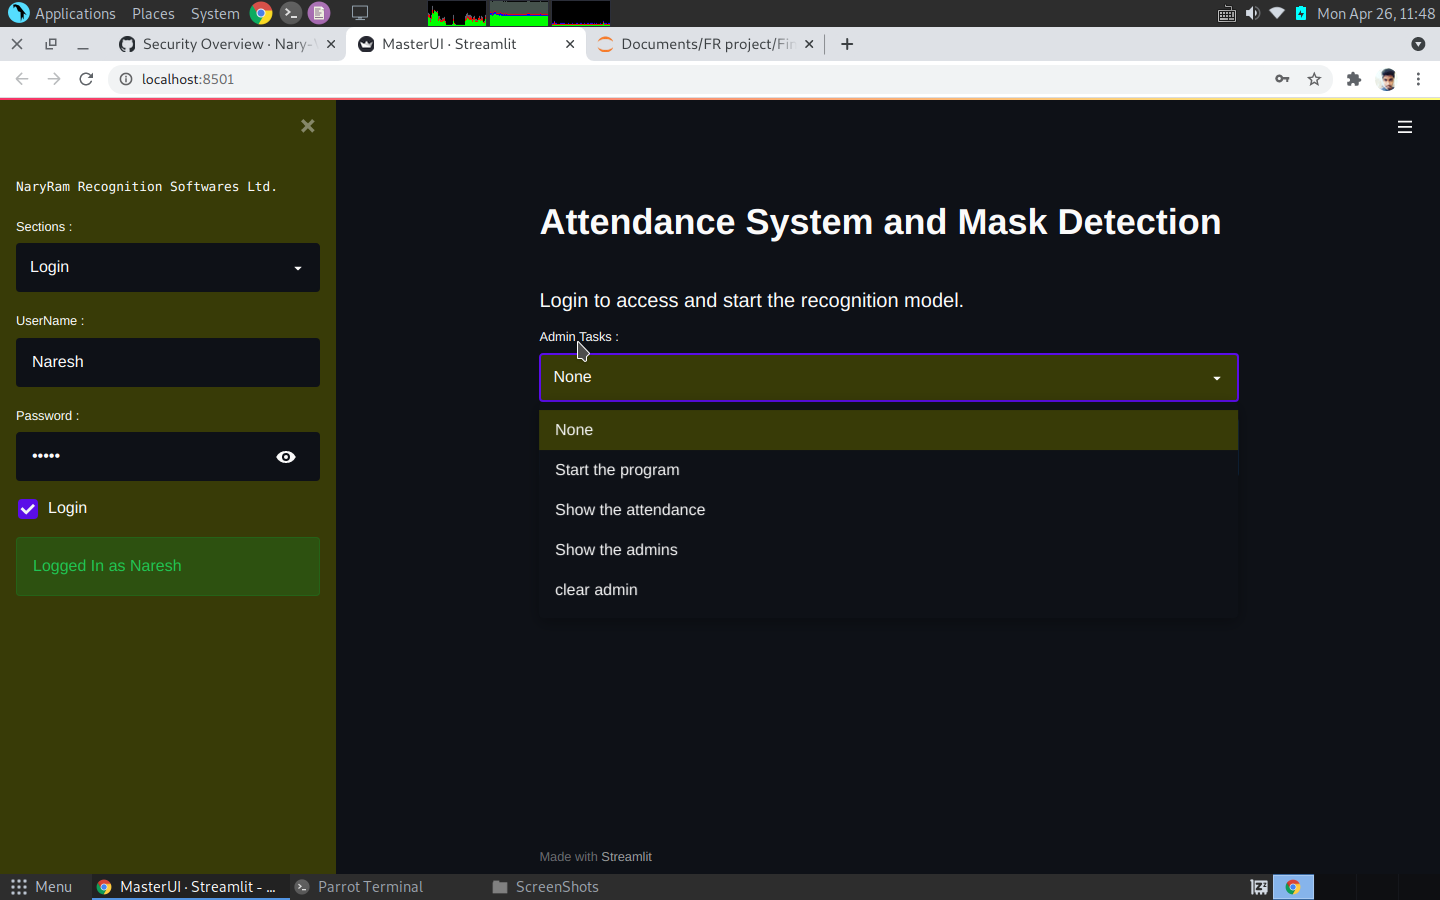 Applications Places System Mon Apr 26, 11:48
Security Overview · Nary- MasterUI · Streamlit Documents/FR project/Fin
localhost:8501
NaryRam Recognition Softwares Ltd.
Sections :
Login
UserName :
Naresh
Password :
•••••
Login
Logged In as Naresh
Attendance System and Mask Detection
Login to access and start the recognition model.
Admin Tasks :
None
None
Start the program
Show the attendance
Show the admins
clear admin
Made with Streamlit
Menu MasterUI · Streamlit - ... Parrot Terminal ScreenShots